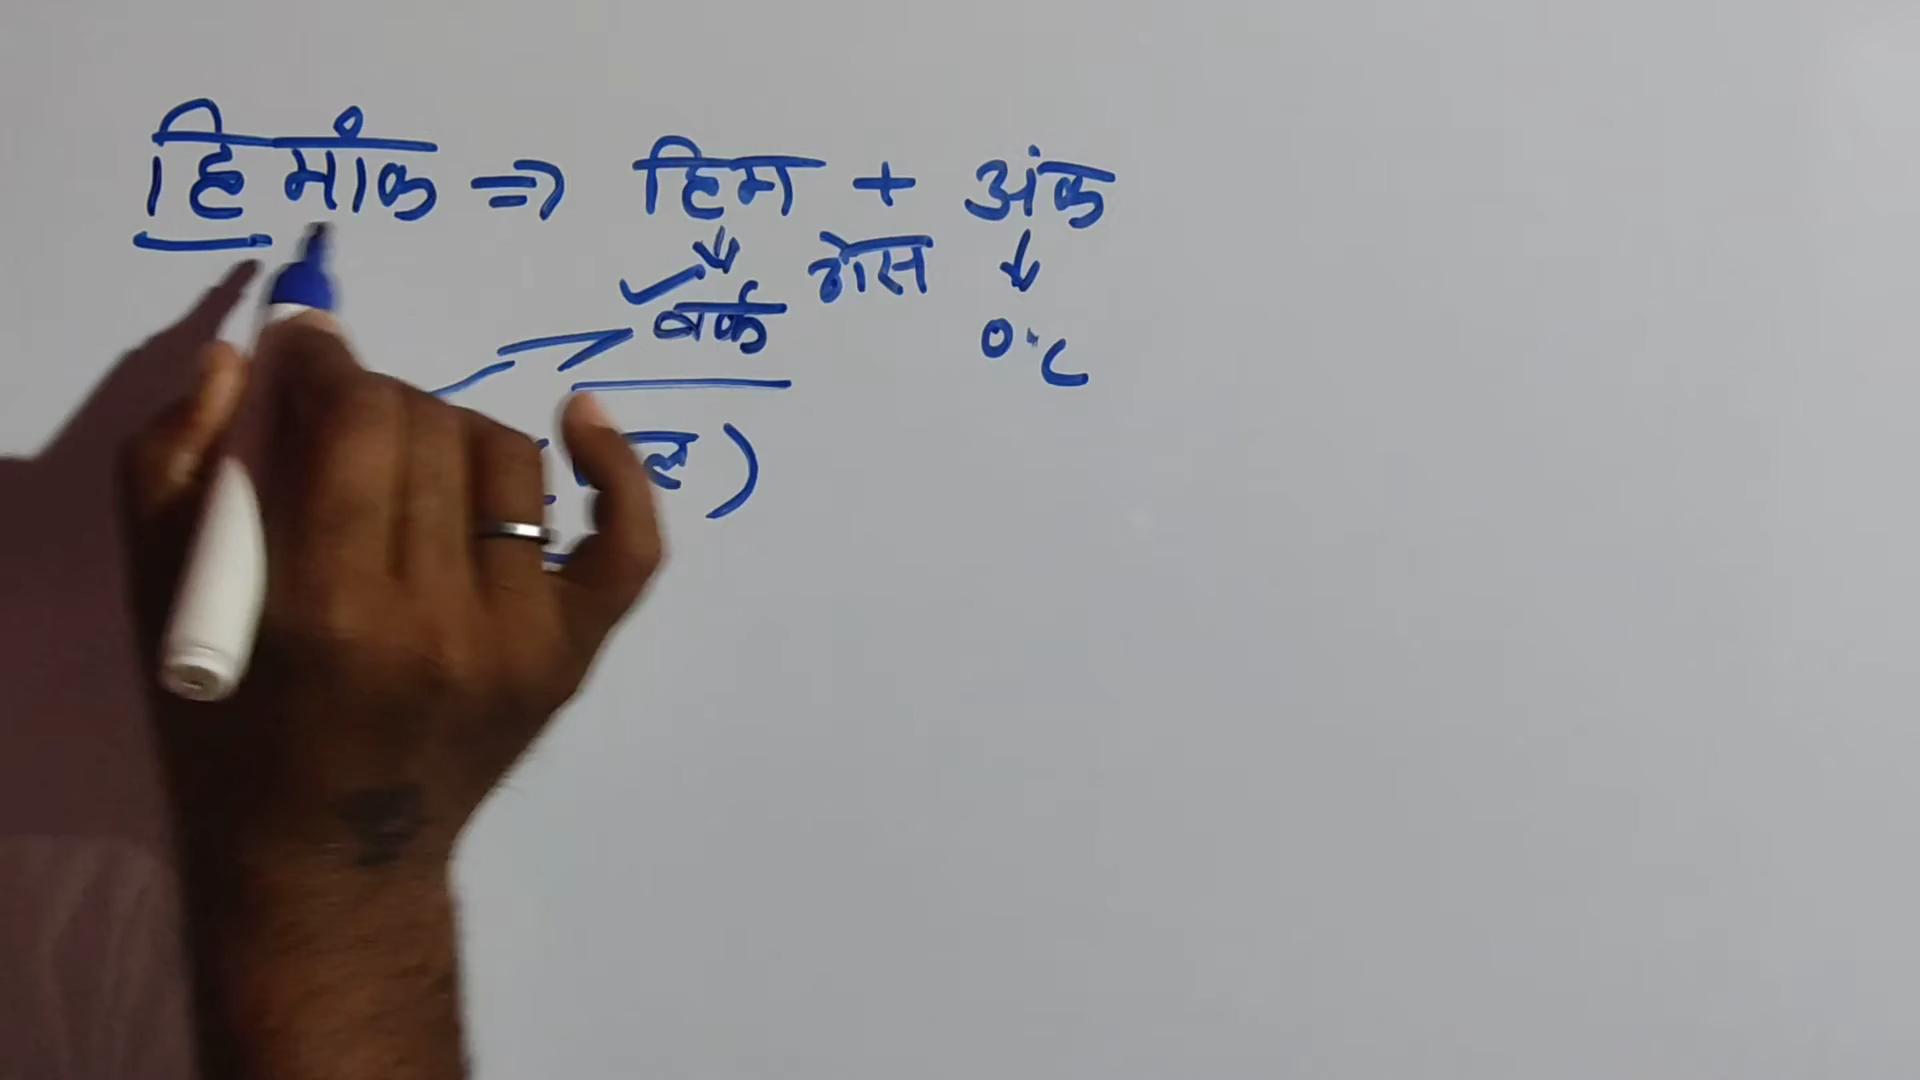 हिमांक ⇒ हिम + अंक
↓ ठोस ↓
✓ बर्फ 0°C
)